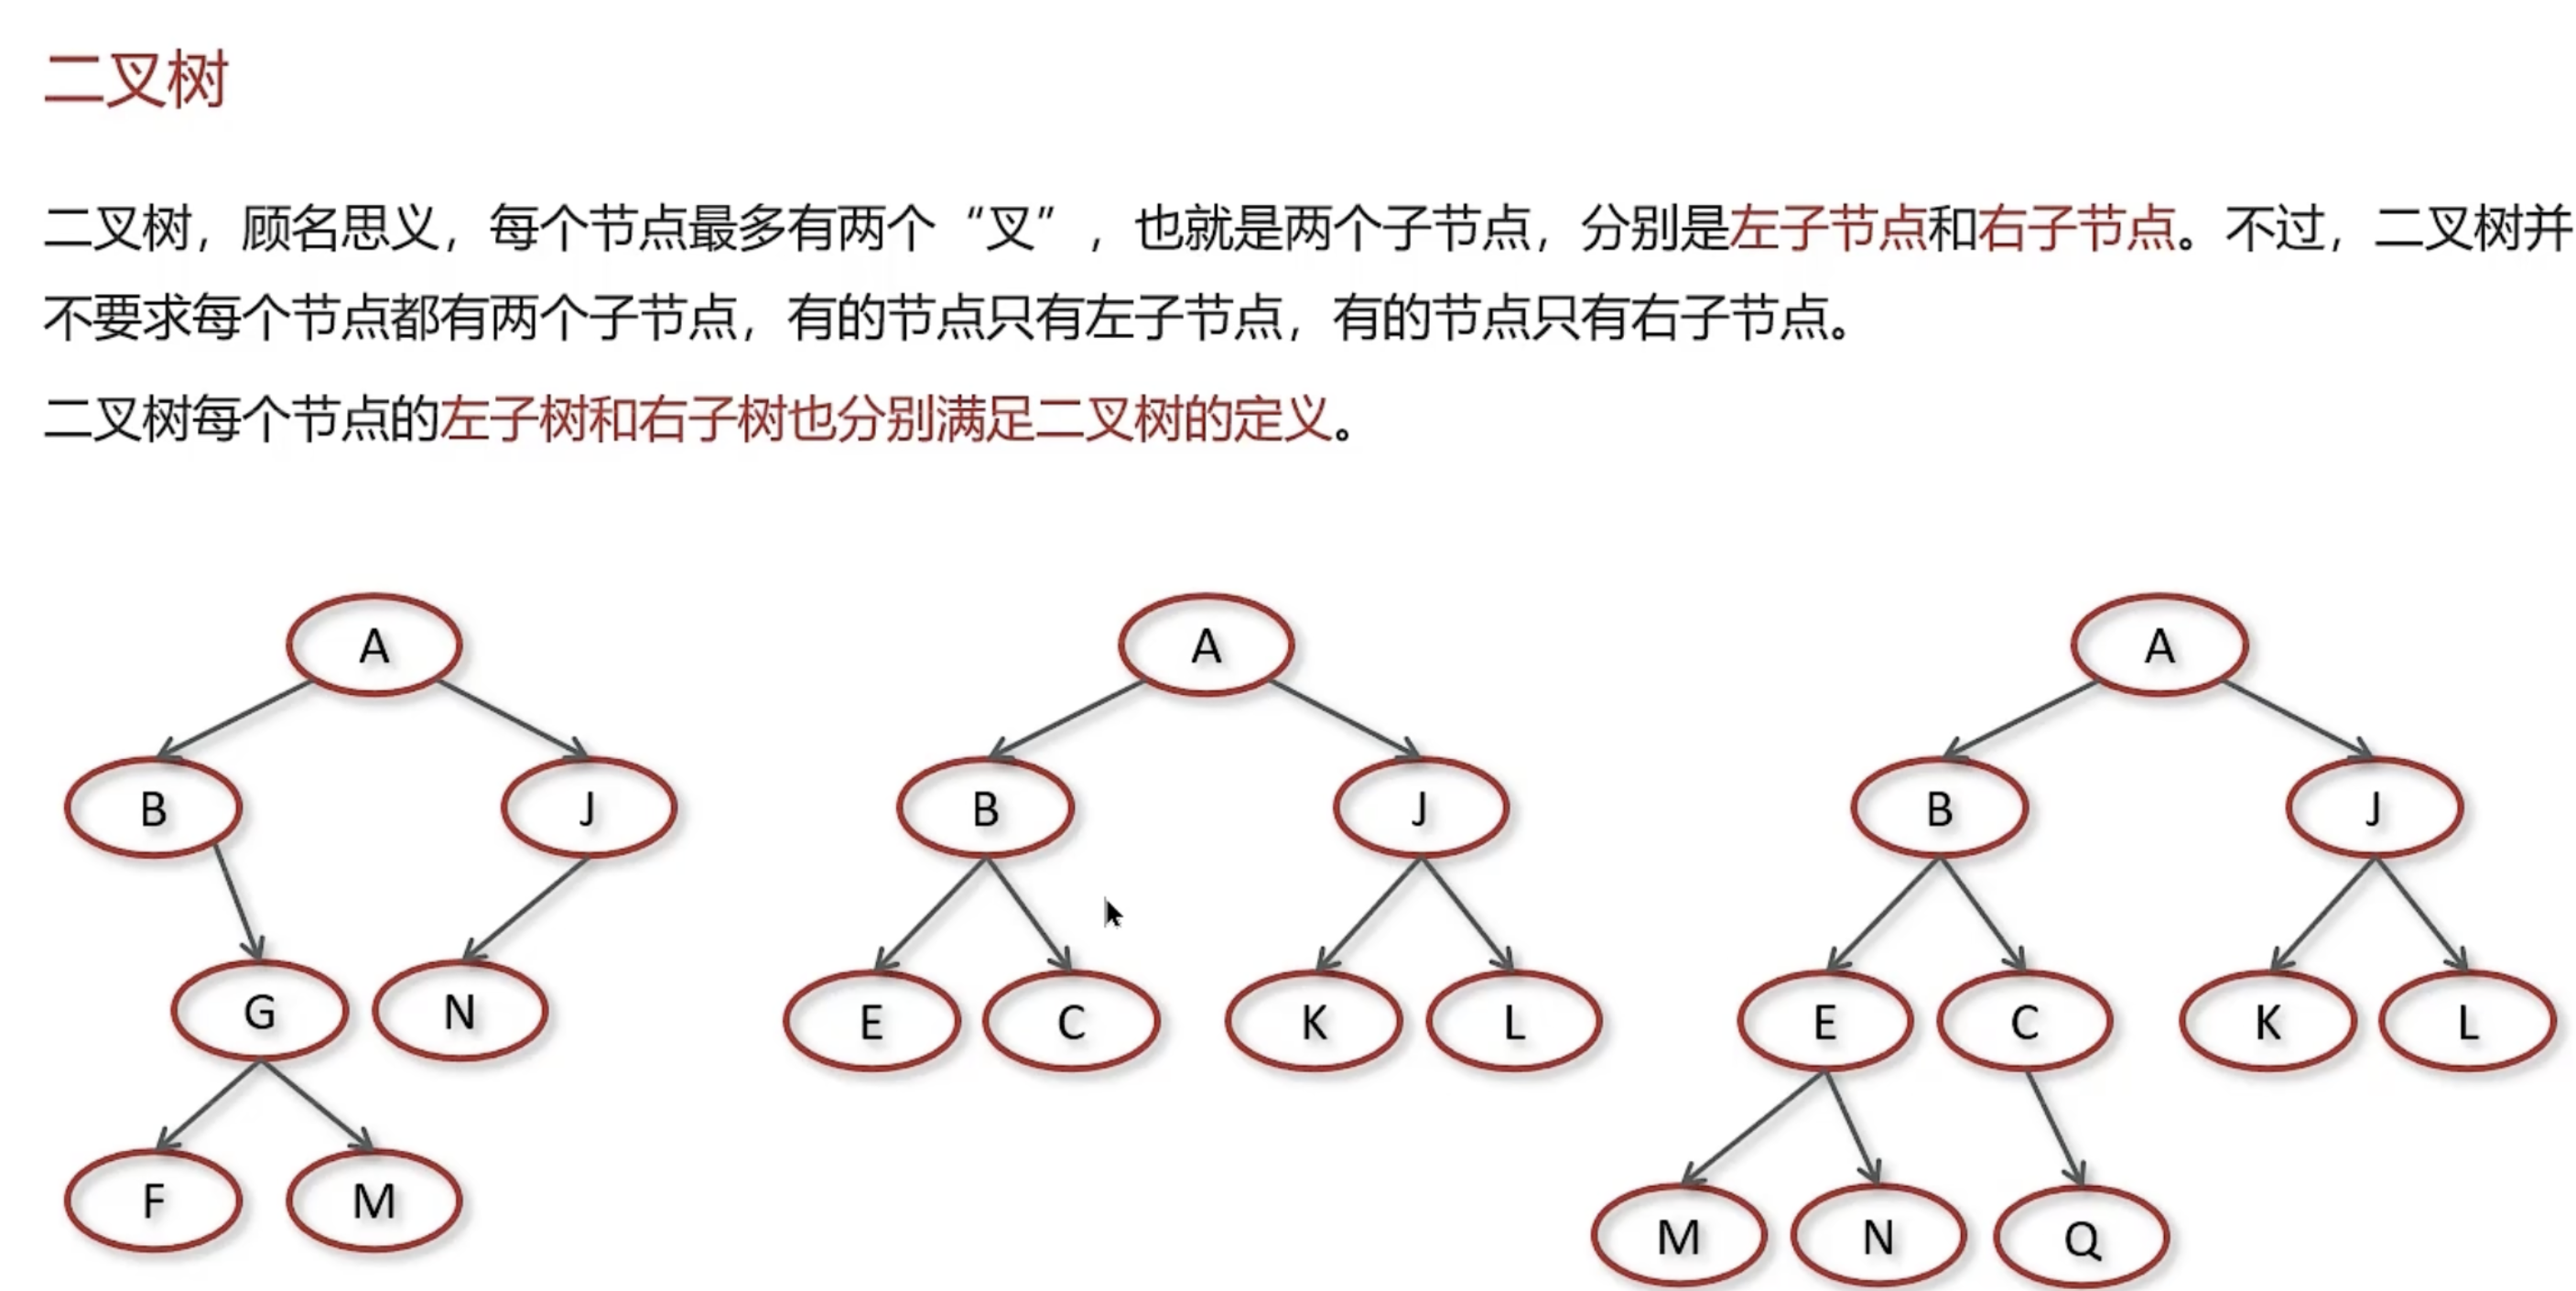 二叉树
二叉树，顾名思义，每个节点最多有两个“叉”，也就是两个子节点，分别是左子节点和右子节点。不过，二叉树并
不要求每个节点都有两个子节点，有的节点只有左子节点，有的节点只有右子节点。
二叉树每个节点的左子树和右子树也分别满足二叉树的定义。
A
B
J
G
N
F
M
A
B
J
E
C
K
L
A
B
J
E
C
K
L
M
N
Q